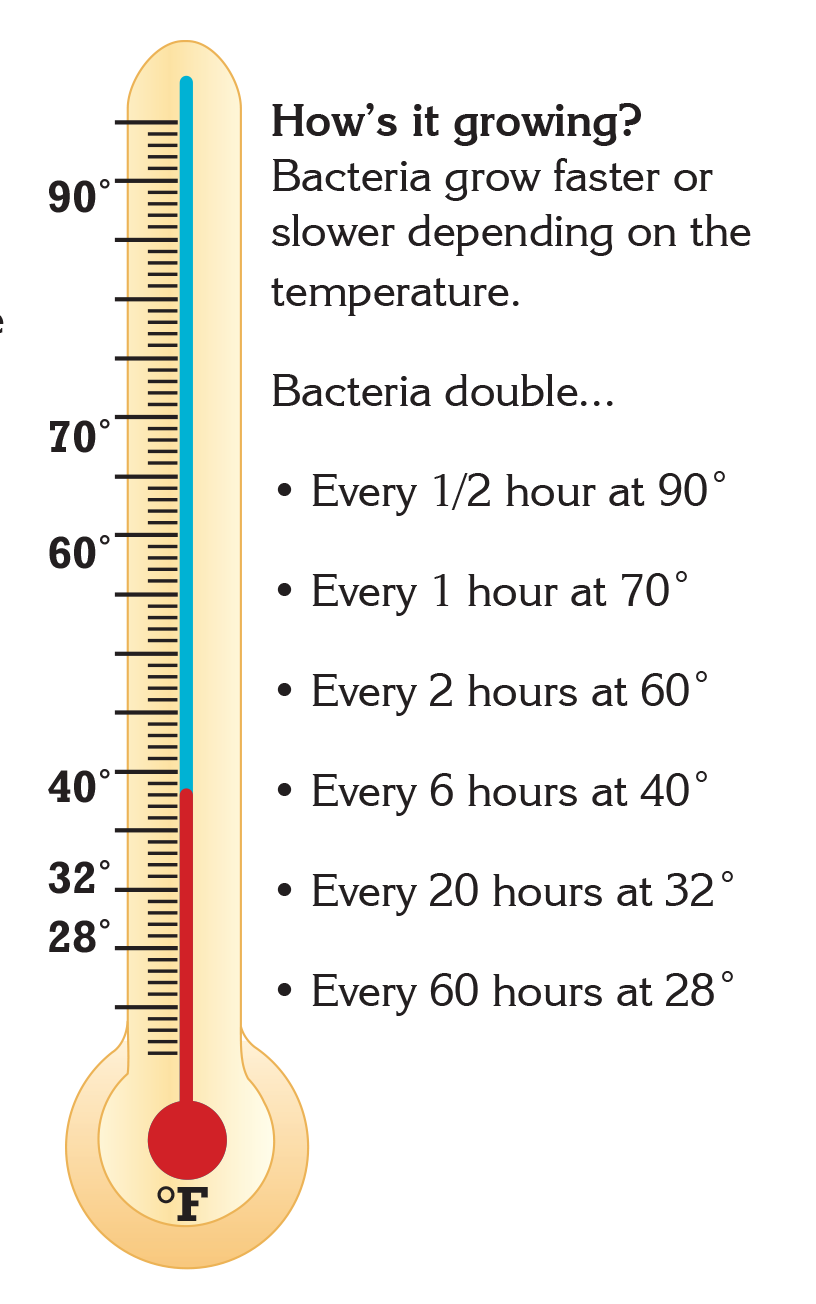 How's it growing?
Bacteria grow faster or
slower depending on the
temperature.
Bacteria double...
• Every 1/2 hour at 90°
• Every 1 hour at 70°
• Every 2 hours at 60°
• Every 6 hours at 40°
• Every 20 hours at 32°
• Every 60 hours at 28°
90°
70°
60°
40°
32°
28°
°F
e